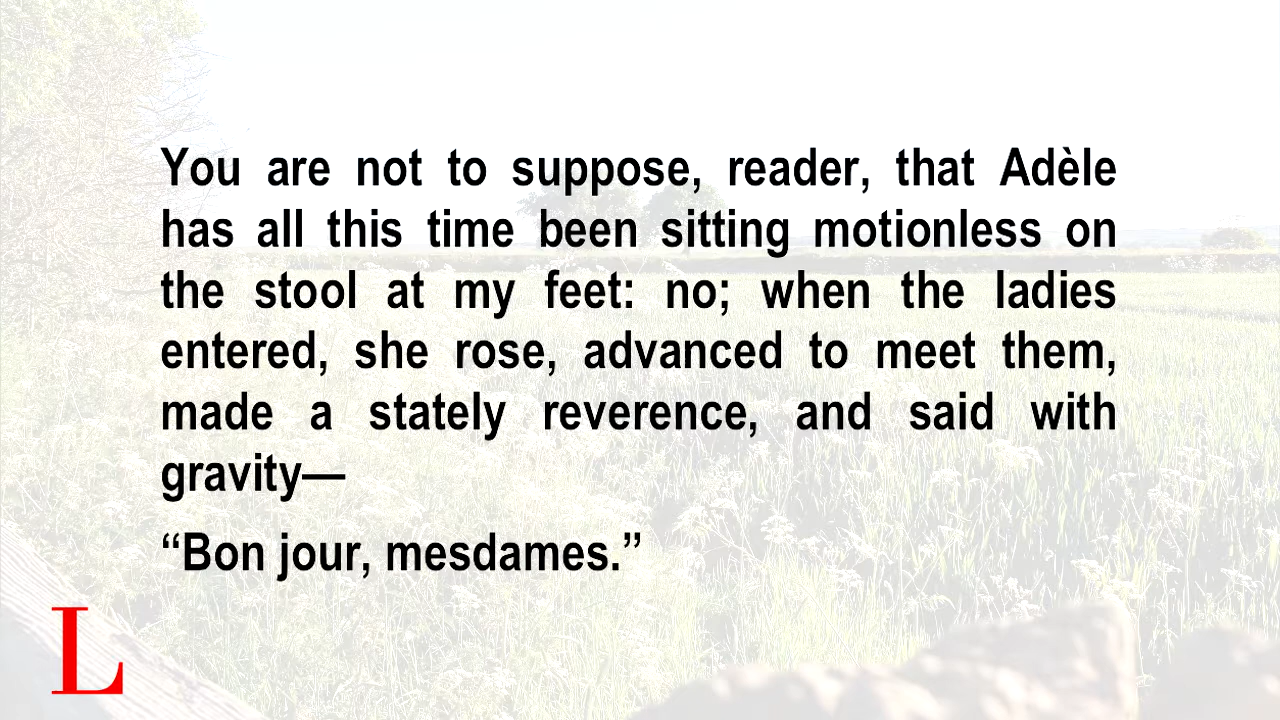 You are not to suppose, reader, that Adèle
has all this time been sitting motionless on
the stool at my feet: no; when the ladies
entered, she rose, advanced to meet them,
made a stately reverence, and said with
gravity—
“Bon jour, mesdames.”
L